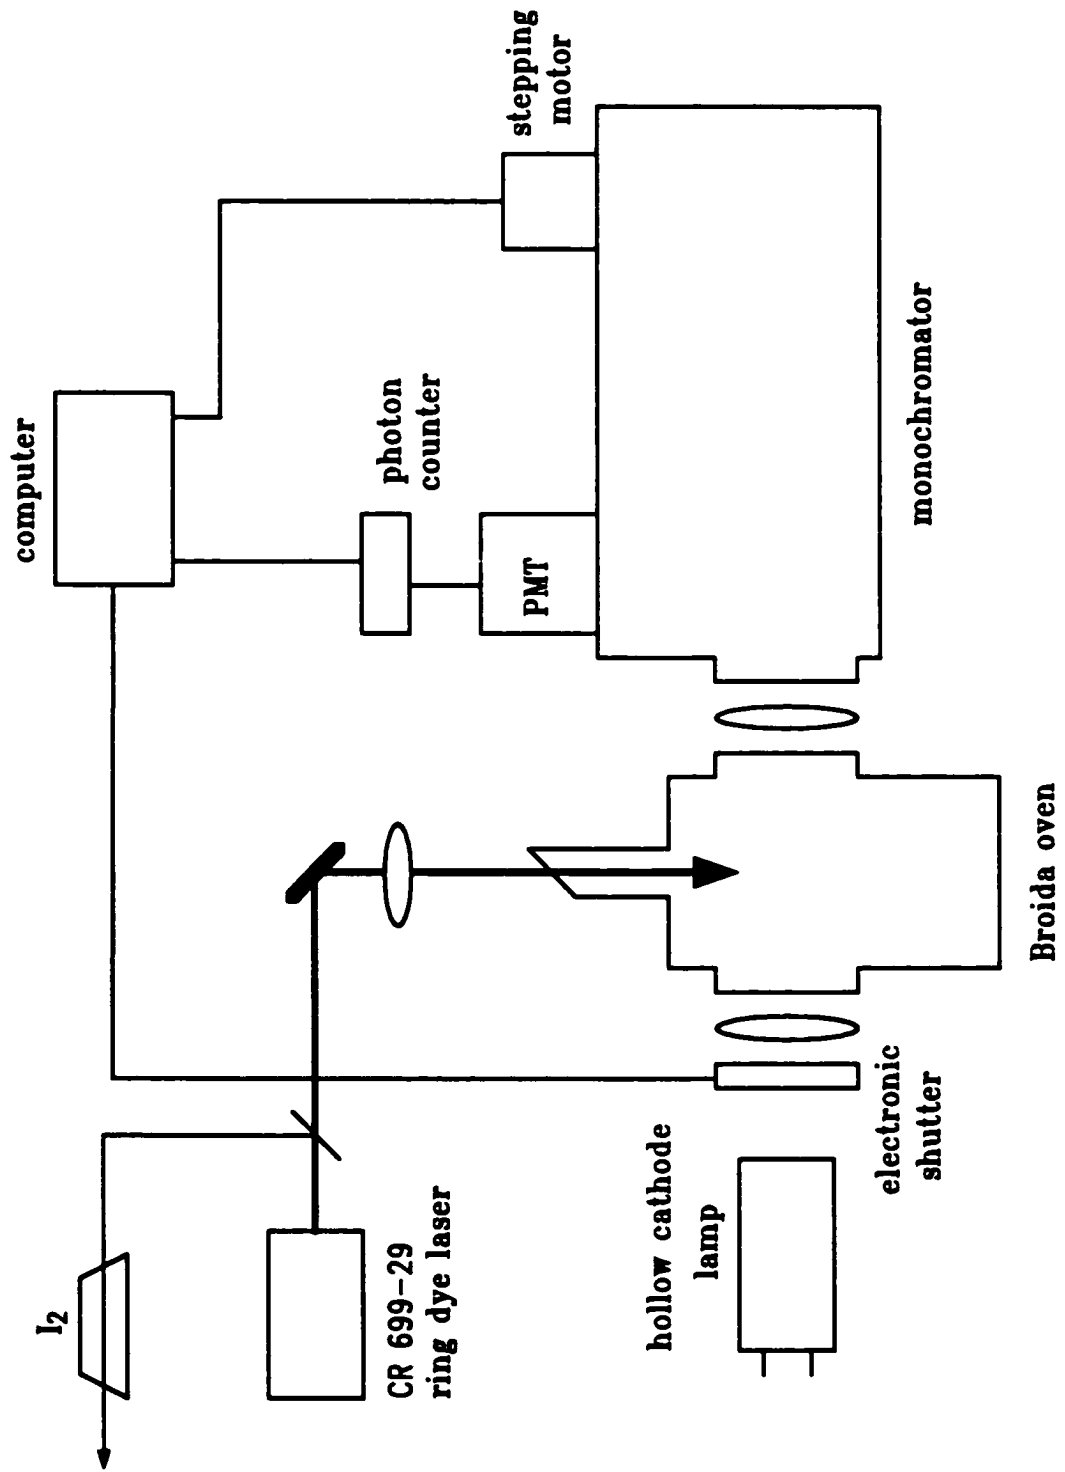 I2
CR 699-29
ring dye laser
computer
photon
counter
stepping
motor
PMT
hollow cathode
lamp
electronic
shutter
Broida oven
monochromator